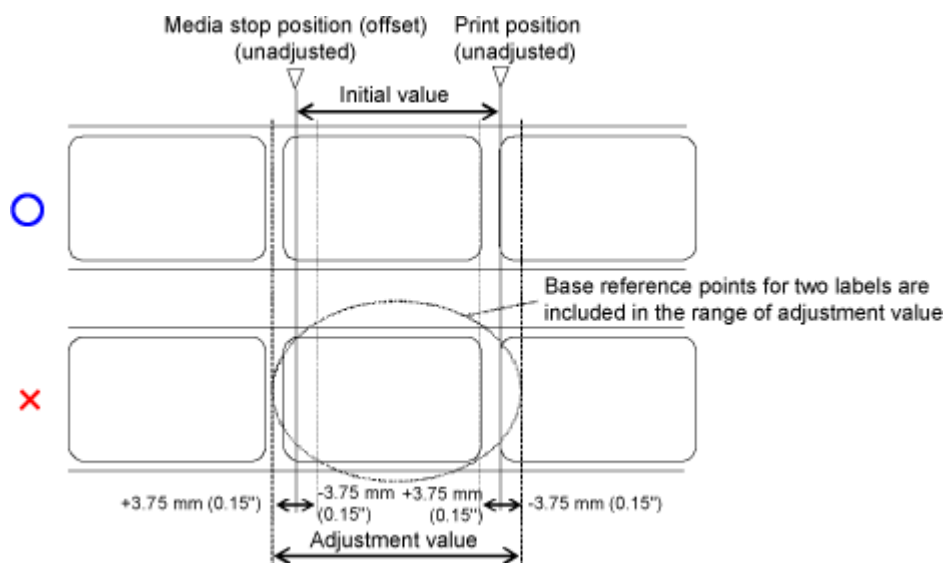 Media stop position (offset)
(unadjusted)
Print position
(unadjusted)
Initial value
Base reference points for two labels are
included in the range of adjustment value
+3.75 mm (0.15")
-3.75 mm
(0.15")
+3.75 mm
(0.15")
-3.75 mm (0.15")
Adjustment value